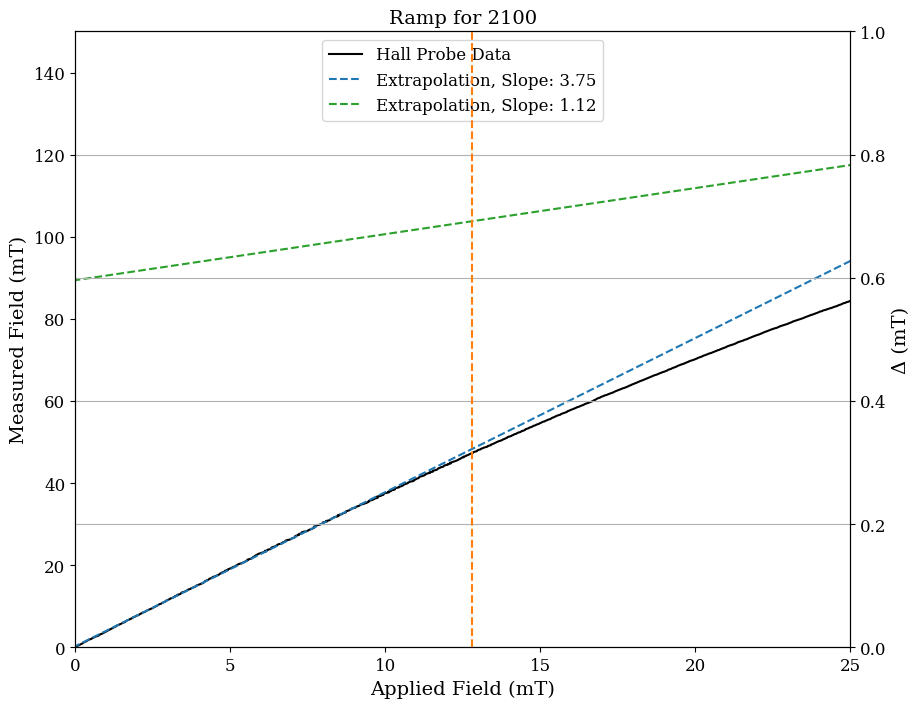 Ramp for 2100
Hall Probe Data
Extrapolation, Slope: 3.75
Extrapolation, Slope: 1.12
Measured Field (mT)
140
120
100
80
60
40
20
0
0 5 10 15 20 25
Applied Field (mT)
1.0
0.8
0.6
0.4
0.2
0.0
Δ (mT)